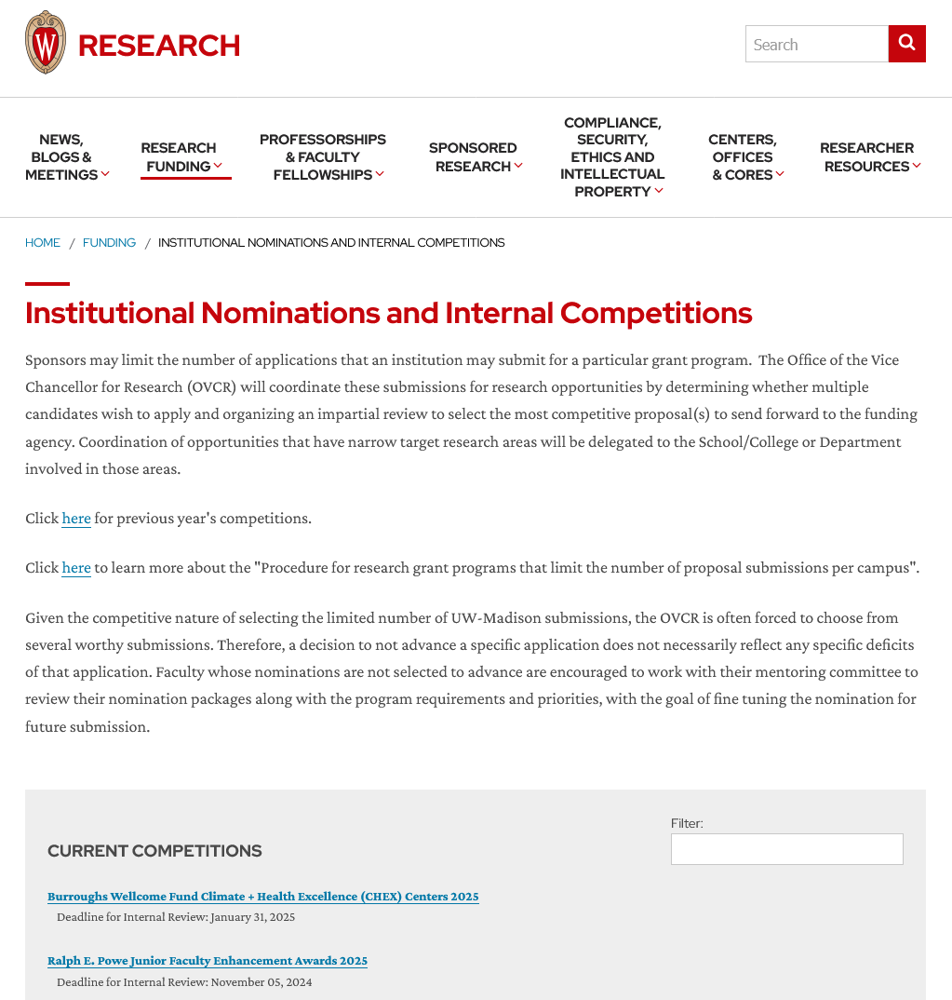 W
RESEARCH
Search
NEWS,
BLOGS &
MEETINGS
RESEARCH
FUNDING
PROFESSORSHIPS
& FACULTY
FELLOWSHIPS
SPONSORED
RESEARCH
COMPLIANCE,
SECURITY,
ETHICS AND
INTELLECTUAL
PROPERTY
CENTERS,
OFFICES
& CORES
RESEARCHER
RESOURCES
HOME / FUNDING / INSTITUTIONAL NOMINATIONS AND INTERNAL COMPETITIONS
Institutional Nominations and Internal Competitions
Sponsors may limit the number of applications that an institution may submit for a particular grant program.  The Office of the Vice
Chancellor for Research (OVCR) will coordinate these submissions for research opportunities by determining whether multiple
candidates wish to apply and organizing an impartial review to select the most competitive proposal(s) to send forward to the funding
agency. Coordination of opportunities that have narrow target research areas will be delegated to the School/College or Department
involved in those areas.
Click here for previous year's competitions.
Click here to learn more about the "Procedure for research grant programs that limit the number of proposal submissions per campus".
Given the competitive nature of selecting the limited number of UW-Madison submissions, the OVCR is often forced to choose from
several worthy submissions. Therefore, a decision to not advance a specific application does not necessarily reflect any specific deficits
of that application. Faculty whose nominations are not selected to advance are encouraged to work with their mentoring committee to
review their nomination packages along with the program requirements and priorities, with the goal of fine tuning the nomination for
future submission.
Filter:
CURRENT COMPETITIONS
Burroughs Wellcome Fund Climate + Health Excellence (CHEX) Centers 2025
Deadline for Internal Review: January 31, 2025
Ralph E. Powe Junior Faculty Enhancement Awards 2025
Deadline for Internal Review: November 05, 2024